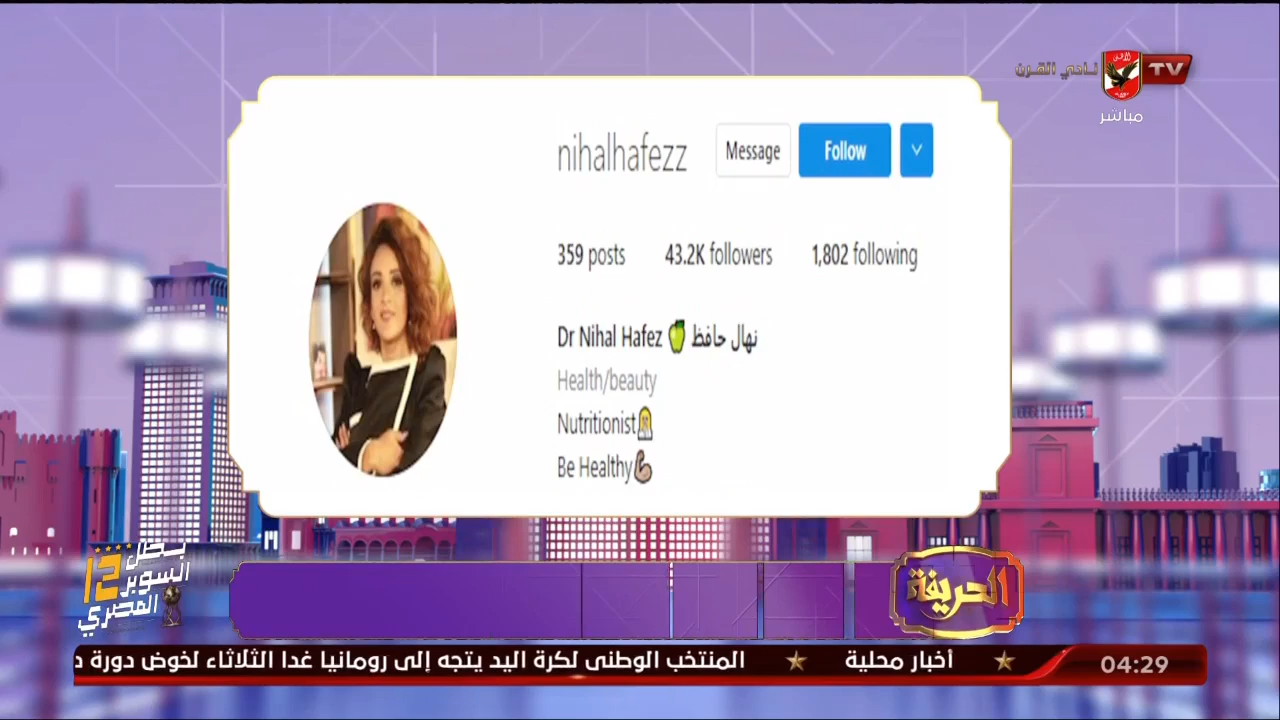 نادي القرن
TV
مباشر
nihalhafezz
Message
Follow
359 posts
43.2K followers
1,802 following
Dr Nihal Hafez 🍏 نهال حافظ
Health/beauty
Nutritionist👩‍⚕️
Be Healthy💪🏽
بطل
السوبر 12
المصري
الحريفة
04:29
أخبار محلية ★ المنتخب الوطنى لكرة اليد يتجه إلى رومانيا غدا الثلاثاء لخوض دورة د